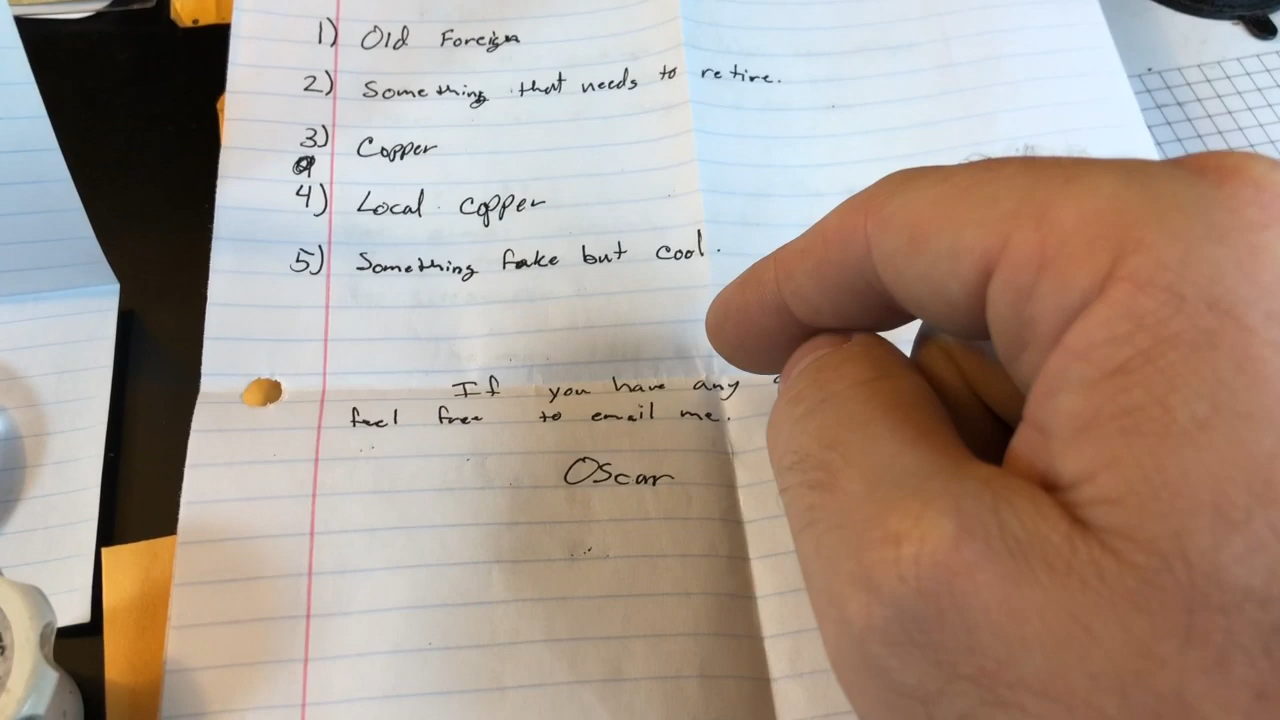 1) Old Foreign
2) Something that needs to retire.
3) Copper
4) Local copper
5) Something fake but cool.
If you have any
feel free to email me.
Oscar